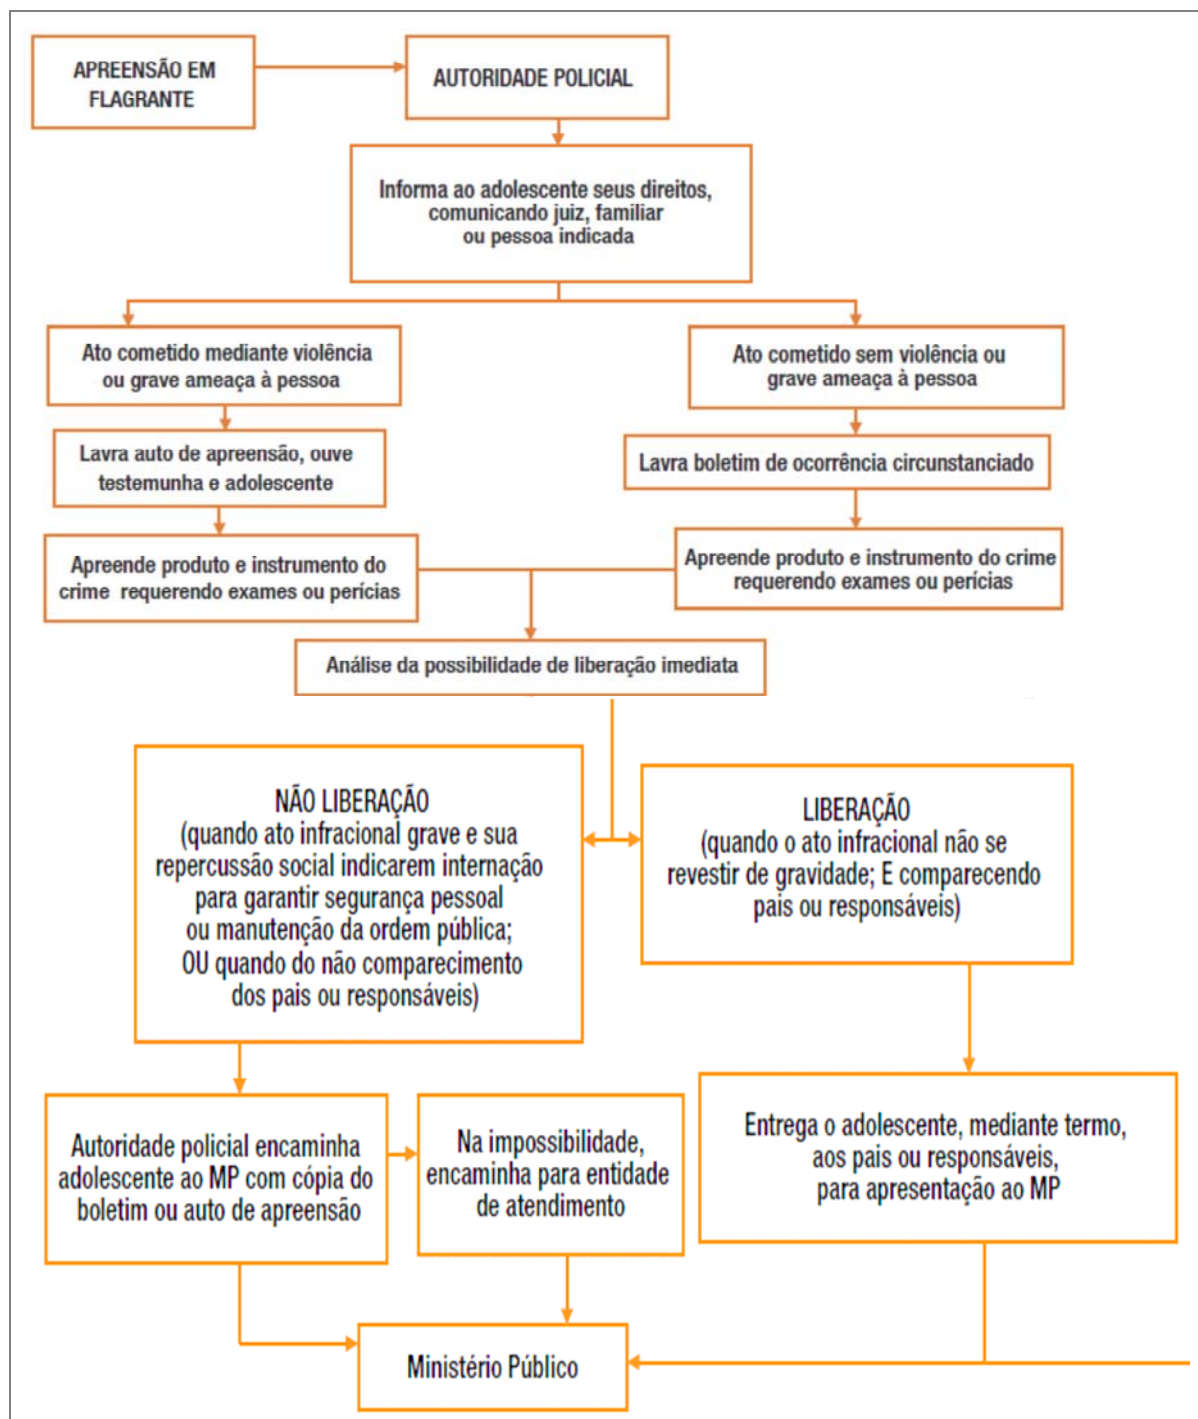 APREENSÃO EM
FLAGRANTE
AUTORIDADE POLICIAL
Informa ao adolescente seus direitos,
comunicando juiz, familiar
ou pessoa indicada
Ato cometido mediante violência
ou grave ameaça à pessoa
Ato cometido sem violência ou
grave ameaça à pessoa
Lavra auto de apreensão, ouve
testemunha e adolescente
Lavra boletim de ocorrência circunstanciado
Apreende produto e instrumento do
crime requerendo exames ou perícias
Apreende produto e instrumento do crime
requerendo exames ou perícias
Análise da possibilidade de liberação imediata
NÃO LIBERAÇÃO
(quando ato infracional grave e sua
repercussão social indicarem internação
para garantir segurança pessoal
ou manutenção da ordem pública;
OU quando do não comparecimento
dos pais ou responsáveis)
LIBERAÇÃO
(quando o ato infracional não se
revestir de gravidade; E comparecendo
pais ou responsáveis)
Autoridade policial encaminha
adolescente ao MP com cópia do
boletim ou auto de apreensão
Na impossibilidade,
encaminha para entidade
de atendimento
Entrega o adolescente, mediante termo,
aos pais ou responsáveis,
para apresentação ao MP
Ministério Público